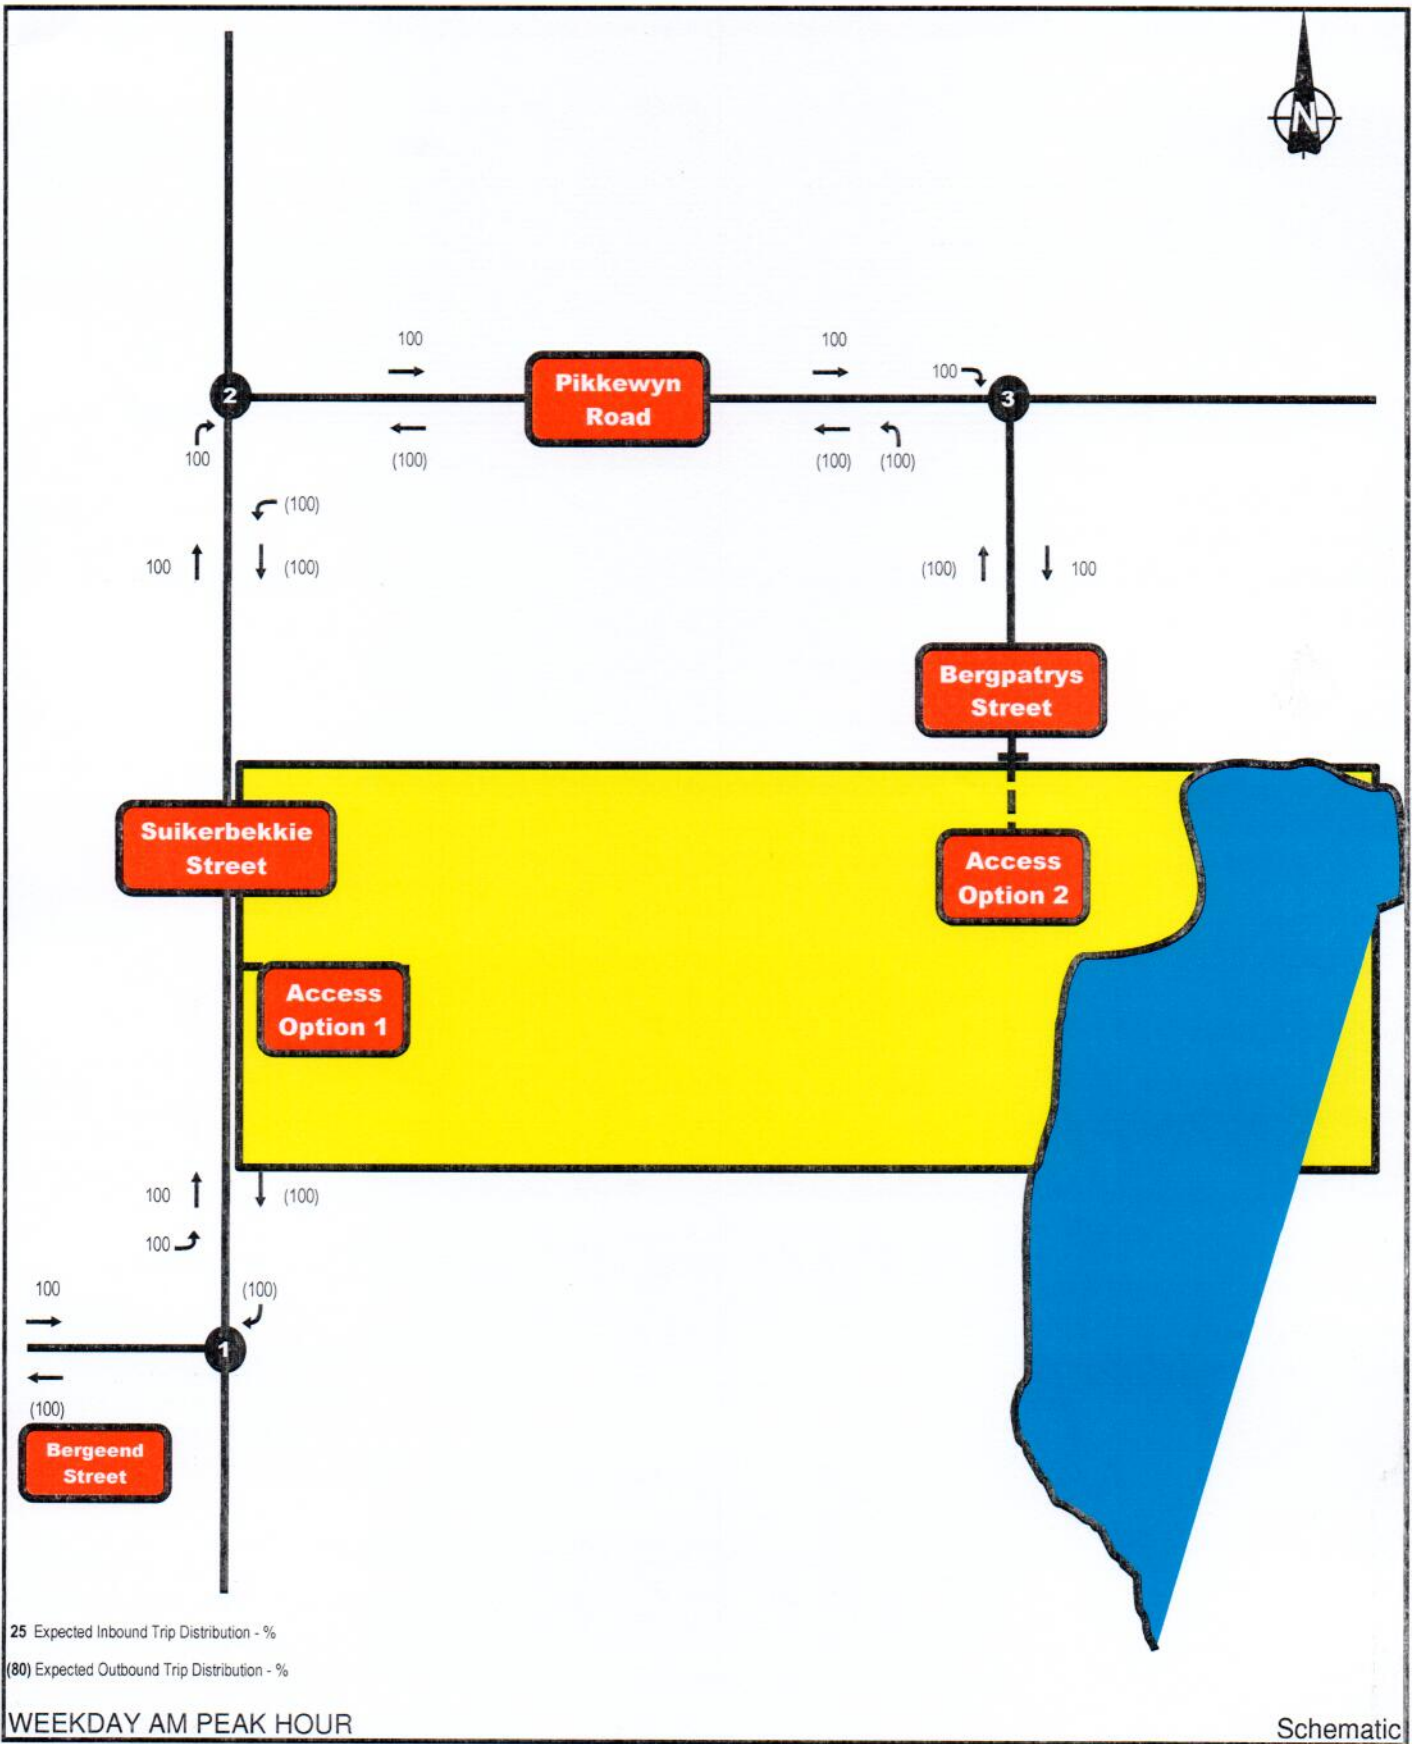 N
100
100
Pikkewyn
Road
100
2
3
100
(100)
(100)
(100)
(100)
100
(100)
(100)
100
Bergpatrys
Street
Suikerbekkie
Street
Access
Option 2
Access
Option 1
100
(100)
100
100
(100)
1
(100)
Bergeend
Street
25 Expected Inbound Trip Distribution - %
(80) Expected Outbound Trip Distribution - %
WEEKDAY AM PEAK HOUR
Schematic